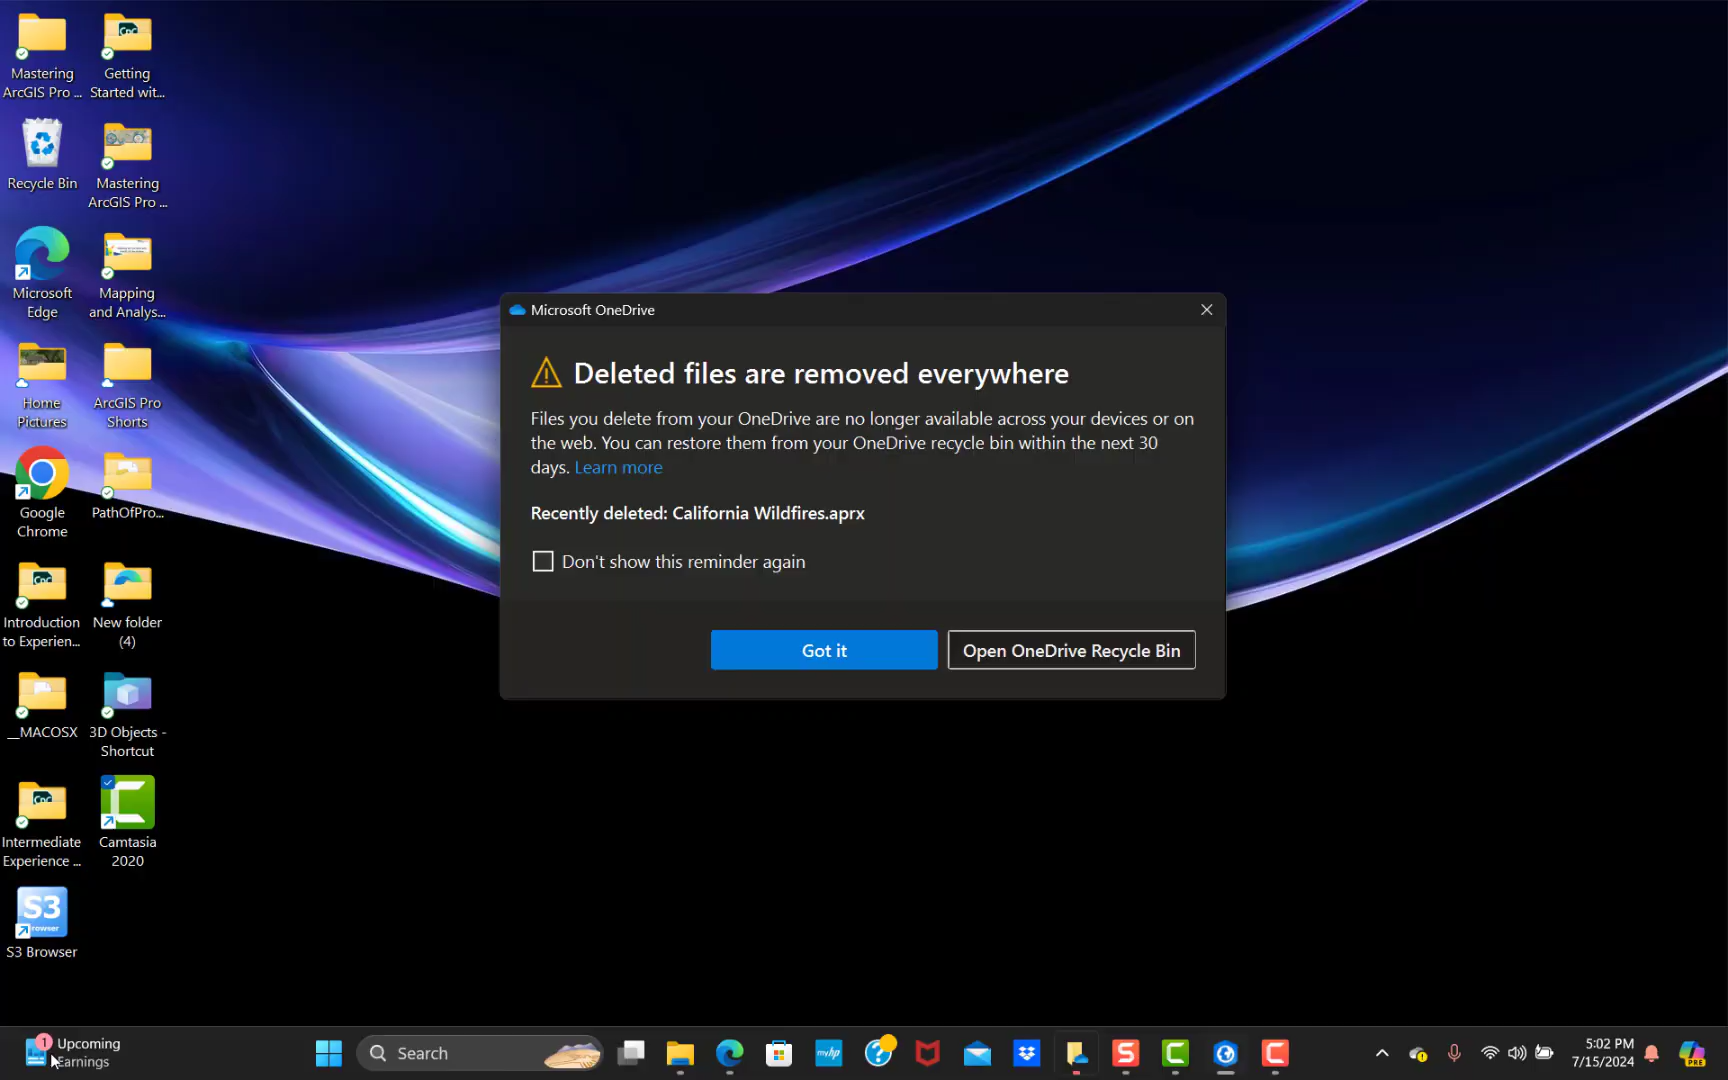 Mastering
ArcGIS Pro ...
Getting
Started wit...
Recycle Bin
Mastering
ArcGIS Pro ...
Microsoft
Edge
Mapping
and Analys...
Home
Pictures
ArcGIS Pro
Shorts
Google
Chrome
PathOfPro...
Introduction
to Experien...
New folder
(4)
__MACOSX
3D Objects -
Shortcut
Intermediate
Experience ...
Camtasia
2020
S3
Browser
S3 Browser
Microsoft OneDrive
Deleted files are removed everywhere
Files you delete from your OneDrive are no longer available across your devices or on
the web. You can restore them from your OneDrive recycle bin within the next 30
days. Learn more
Recently deleted: California Wildfires.aprx
Don't show this reminder again
Got it
Open OneDrive Recycle Bin
1
Upcoming
Earnings
Search
myhp
5:02 PM
7/15/2024
PRE